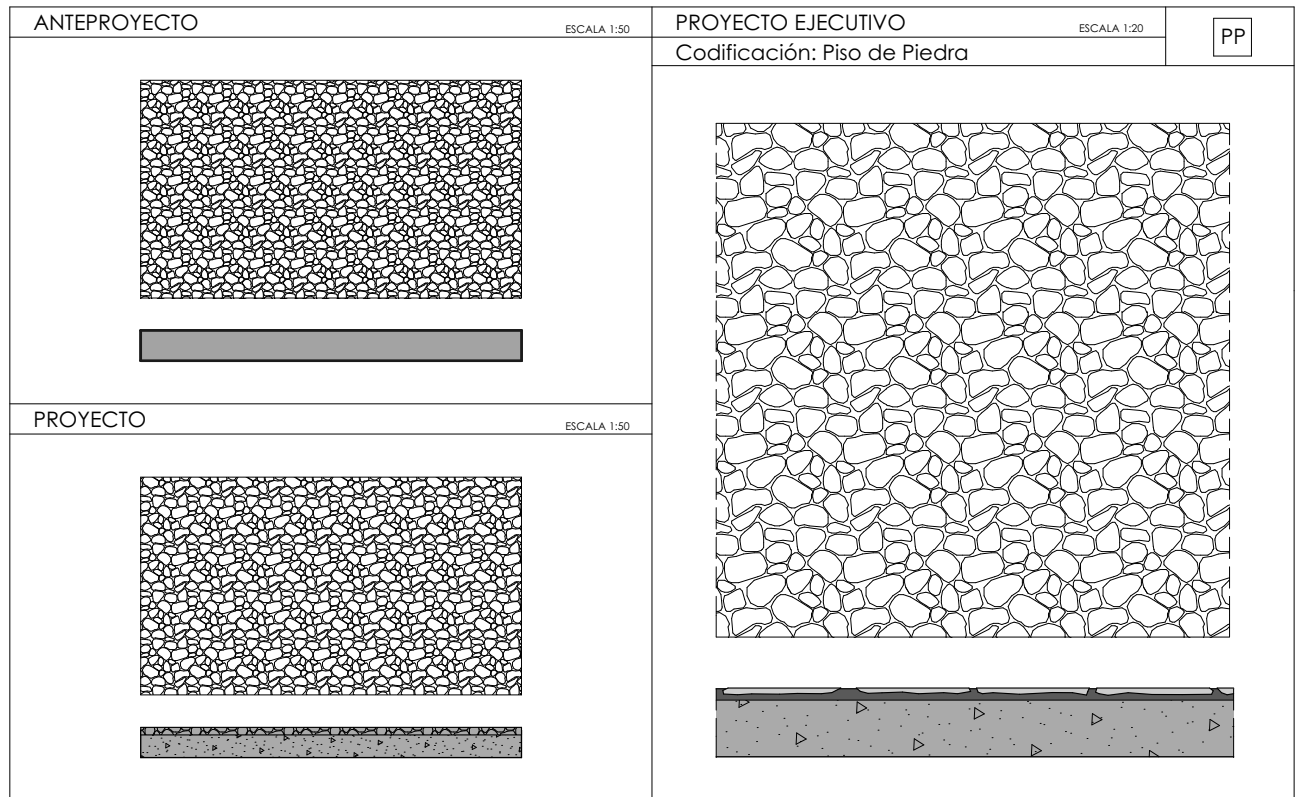 ANTEPROYECTO
ESCALA 1:50
PROYECTO
ESCALA 1:50
PROYECTO EJECUTIVO
ESCALA 1:20
Codificación: Piso de Piedra
PP